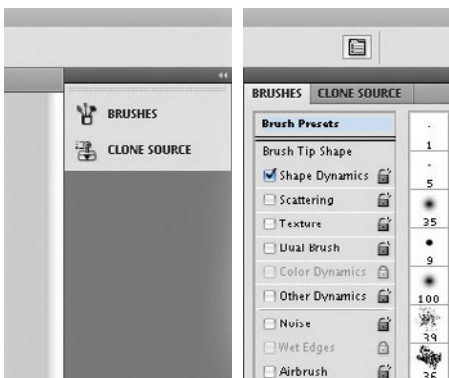 BRUSHES
CLONE SOURCE
BRUSHES CLONE SOURCE
Brush Presets
Brush Tip Shape
Shape Dynamics
Scattering
Texture
Dual Brush
Color Dynamics
Other Dynamics
Noise
Wet Edges
Airbrush
1
5
35
9
100
39
36